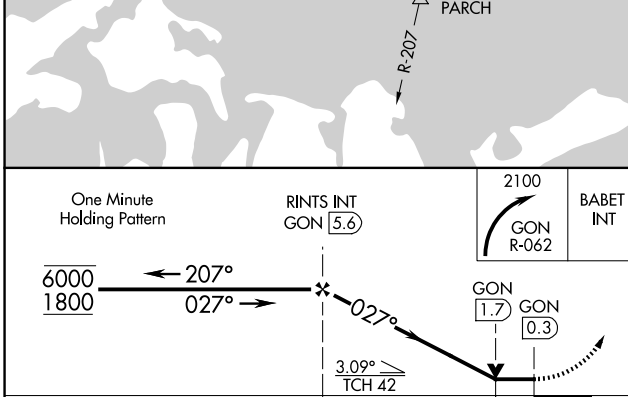 PARCH
R-207
One Minute
Holding Pattern
RINTS INT
GON 5.6
2100
GON
R-062
BABET
INT
6000
1800
207°
027°
027°
GON
1.7
GON
0.3
3.09°
TCH 42